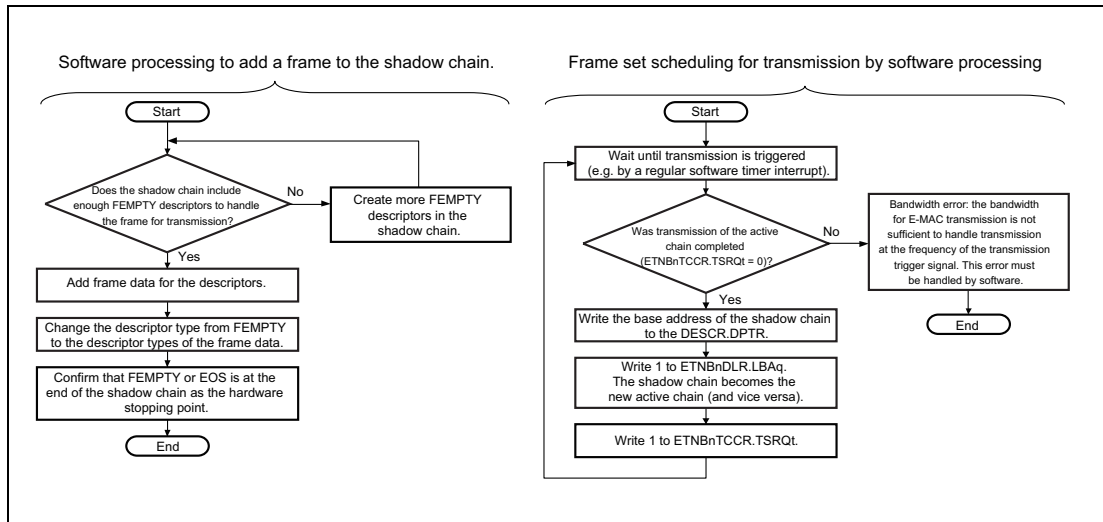 Software processing to add a frame to the shadow chain.
Start
Does the shadow chain include
enough FEMPTY descriptors to handle
the frame for transmission?
No
Create more FEMPTY
descriptors in the
shadow chain.
Yes
Add frame data for the descriptors.
Change the descriptor type from FEMPTY
to the descriptor types of the frame data.
Confirm that FEMPTY or EOS is at the
end of the shadow chain as the hardware
stopping point.
End
Frame set scheduling for transmission by software processing
Start
Wait until transmission is triggered
(e.g. by a regular software timer interrupt).
Was transmission of the active
chain completed
(ETNBnTCCR.TSRQt = 0)?
No
Bandwidth error: the bandwidth
for E-MAC transmission is not
sufficient to handle transmission
at the frequency of the transmission
trigger signal. This error must
be handled by software.
End
Yes
Write the base address of the shadow chain
to the DESCR.DPTR.
Write 1 to ETNBnDLR.LBAq.
The shadow chain becomes the
new active chain (and vice versa).
Write 1 to ETNBnTCCR.TSRQt.